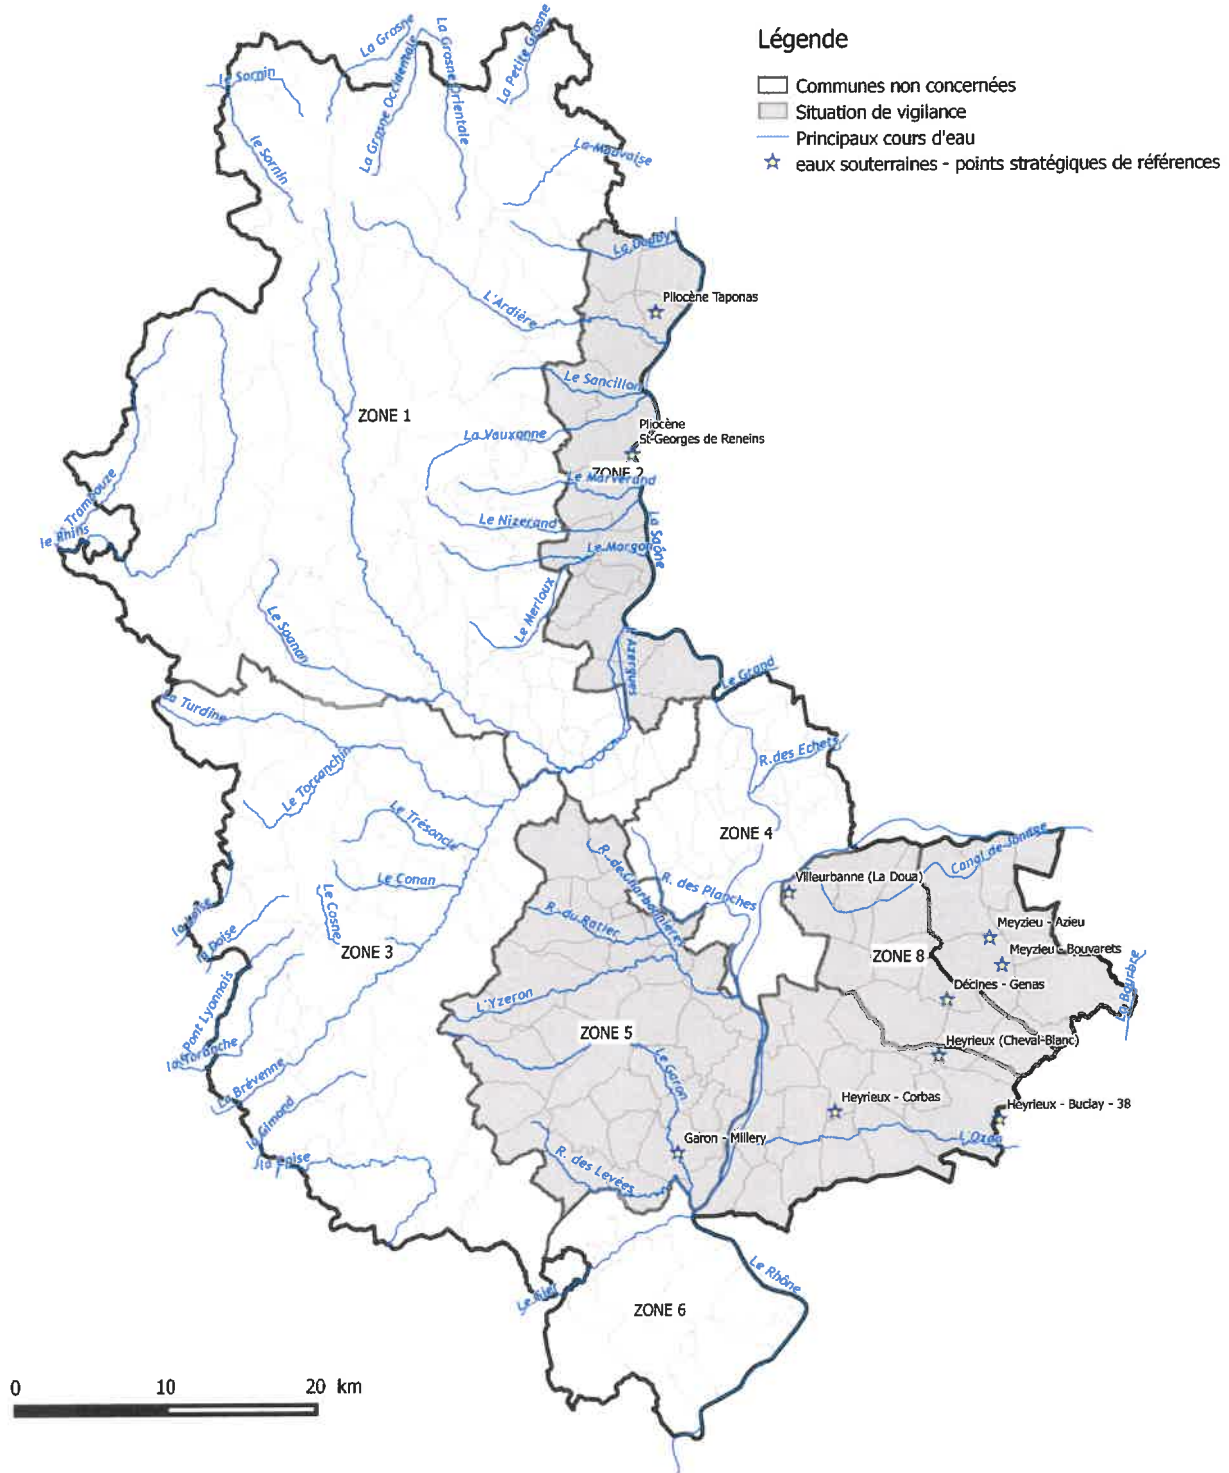 Légende
Communes non concernées
Situation de vigilance
Principaux cours d'eau
eaux souterraines - points stratégiques de références
La Grosne
La Grosne Occidentale
La Grosne Orientale
La Petite Grosne
le Sornin
le Sornin
La Mauvaise
La Douby
Pliocène Taponas
L'Ardière
Le Sancillon
ZONE 1
Pliocène
St-Georges de Reneins
La Vauxonne
ZONE 2
Le Marverand
Le Nizerand
La Saône
Le Morgon
Le Merloux
Trambouze
le Rhins
Le Soanan
L'Azergues
Le Grand
La Turdine
R. des Echets
Le Torranchin
Le Trésoncle
ZONE 4
Canal de Jonage
R. de Charbonnières
R. des Planches
Villeurbanne (La Doua)
Le Conan
Le Cosne
R. du Ratier
Meyzieu - Azieu
Meyzieu - Bouvarets
ZONE 3
ZONE 8
Décines - Genas
La Bourbre
Pont Lyonnais
L'Yzeron
ZONE 5
Heyrieux (Cheval-Blanc)
la Toranche
Le Garon
La Brévenne
Heyrieux - Corbas
Heyrieux - Buclay - 38
le Gimond
Garon - Millery
L'Ozon
la Coise
R. des Levées
Le Rhône
Le Gier
ZONE 6
0
10
20 km